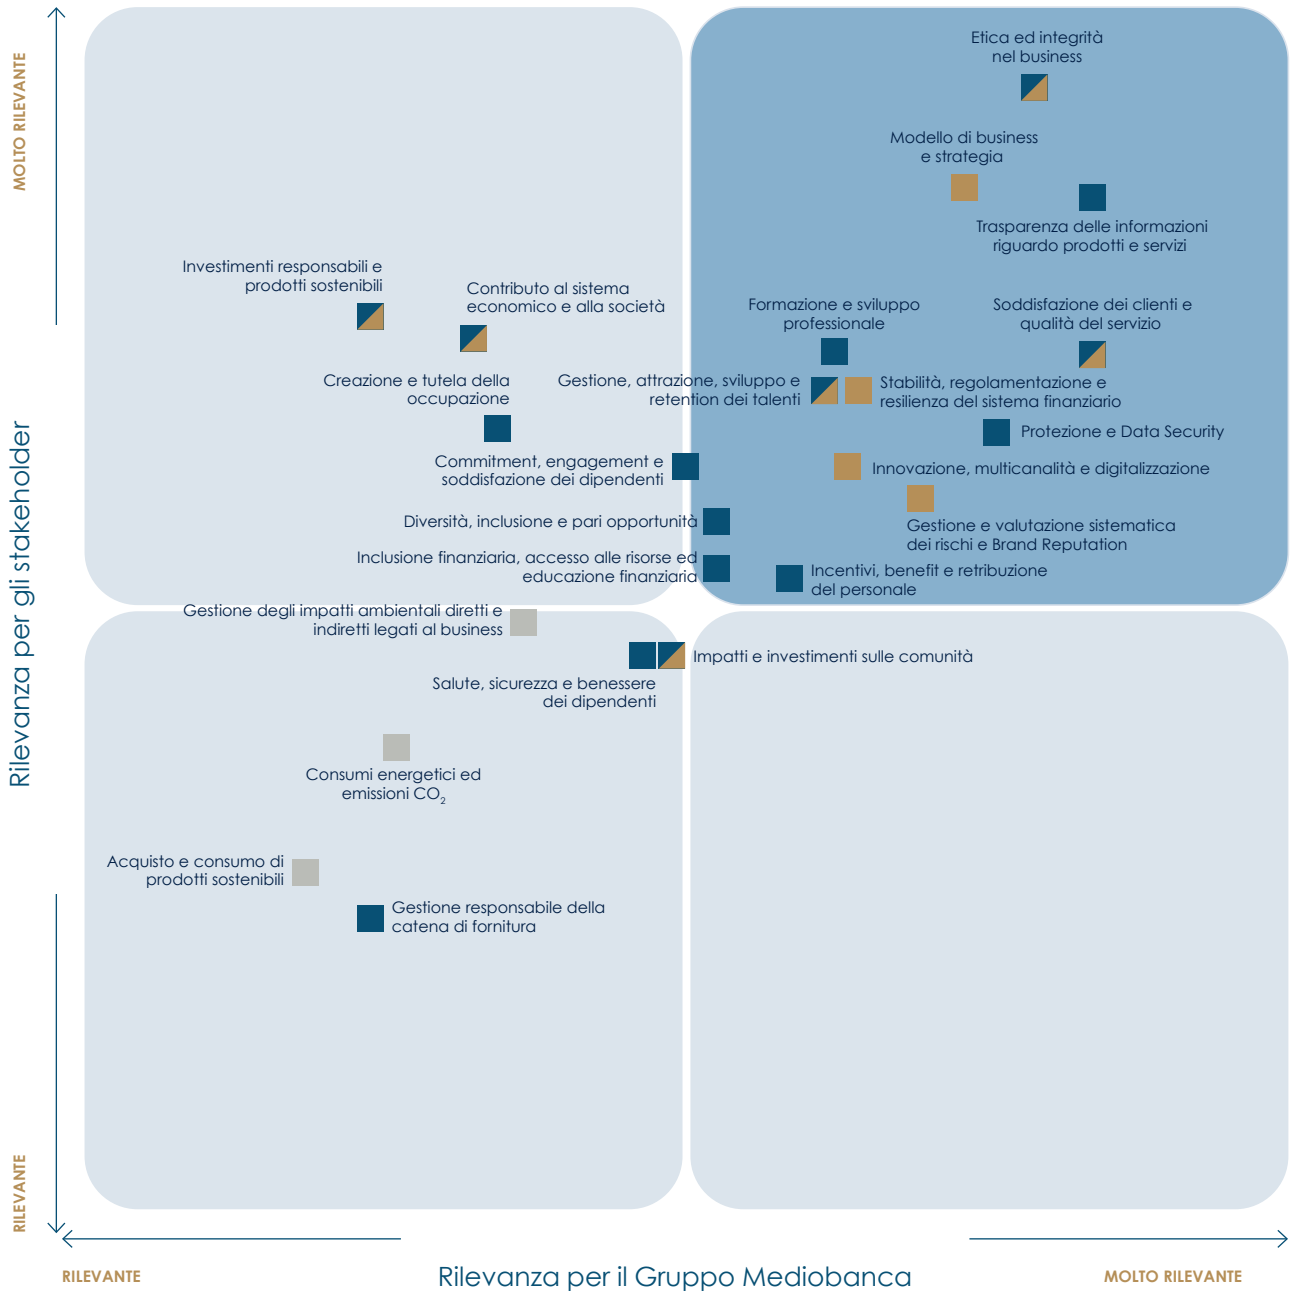 MOLTO RILEVANTE
Etica ed integrità
nel business
Modello di business
e strategia
Trasparenza delle informazioni
riguardo prodotti e servizi
Investimenti responsabili e
prodotti sostenibili
Contributo al sistema
economico e alla società
Formazione e sviluppo
professionale
Soddisfazione dei clienti e
qualità del servizio
Creazione e tutela della
occupazione
Gestione, attrazione, sviluppo e
retention dei talenti
Stabilità, regolamentazione e
resilienza del sistema finanziario
Protezione e Data Security
Commitment, engagement e
soddisfazione dei dipendenti
Innovazione, multicanalità e digitalizzazione
Diversità, inclusione e pari opportunità
Gestione e valutazione sistematica
dei rischi e Brand Reputation
Inclusione finanziaria, accesso alle risorse ed
educazione finanziaria
Incentivi, benefit e retribuzione
del personale
Rilevanza per gli stakeholder
Gestione degli impatti ambientali diretti e
indiretti legati al business
Impatti e investimenti sulle comunità
Salute, sicurezza e benessere
dei dipendenti
Consumi energetici ed
emissioni CO2
Acquisto e consumo di
prodotti sostenibili
Gestione responsabile della
catena di fornitura
RILEVANTE
RILEVANTE
Rilevanza per il Gruppo Mediobanca
MOLTO RILEVANTE